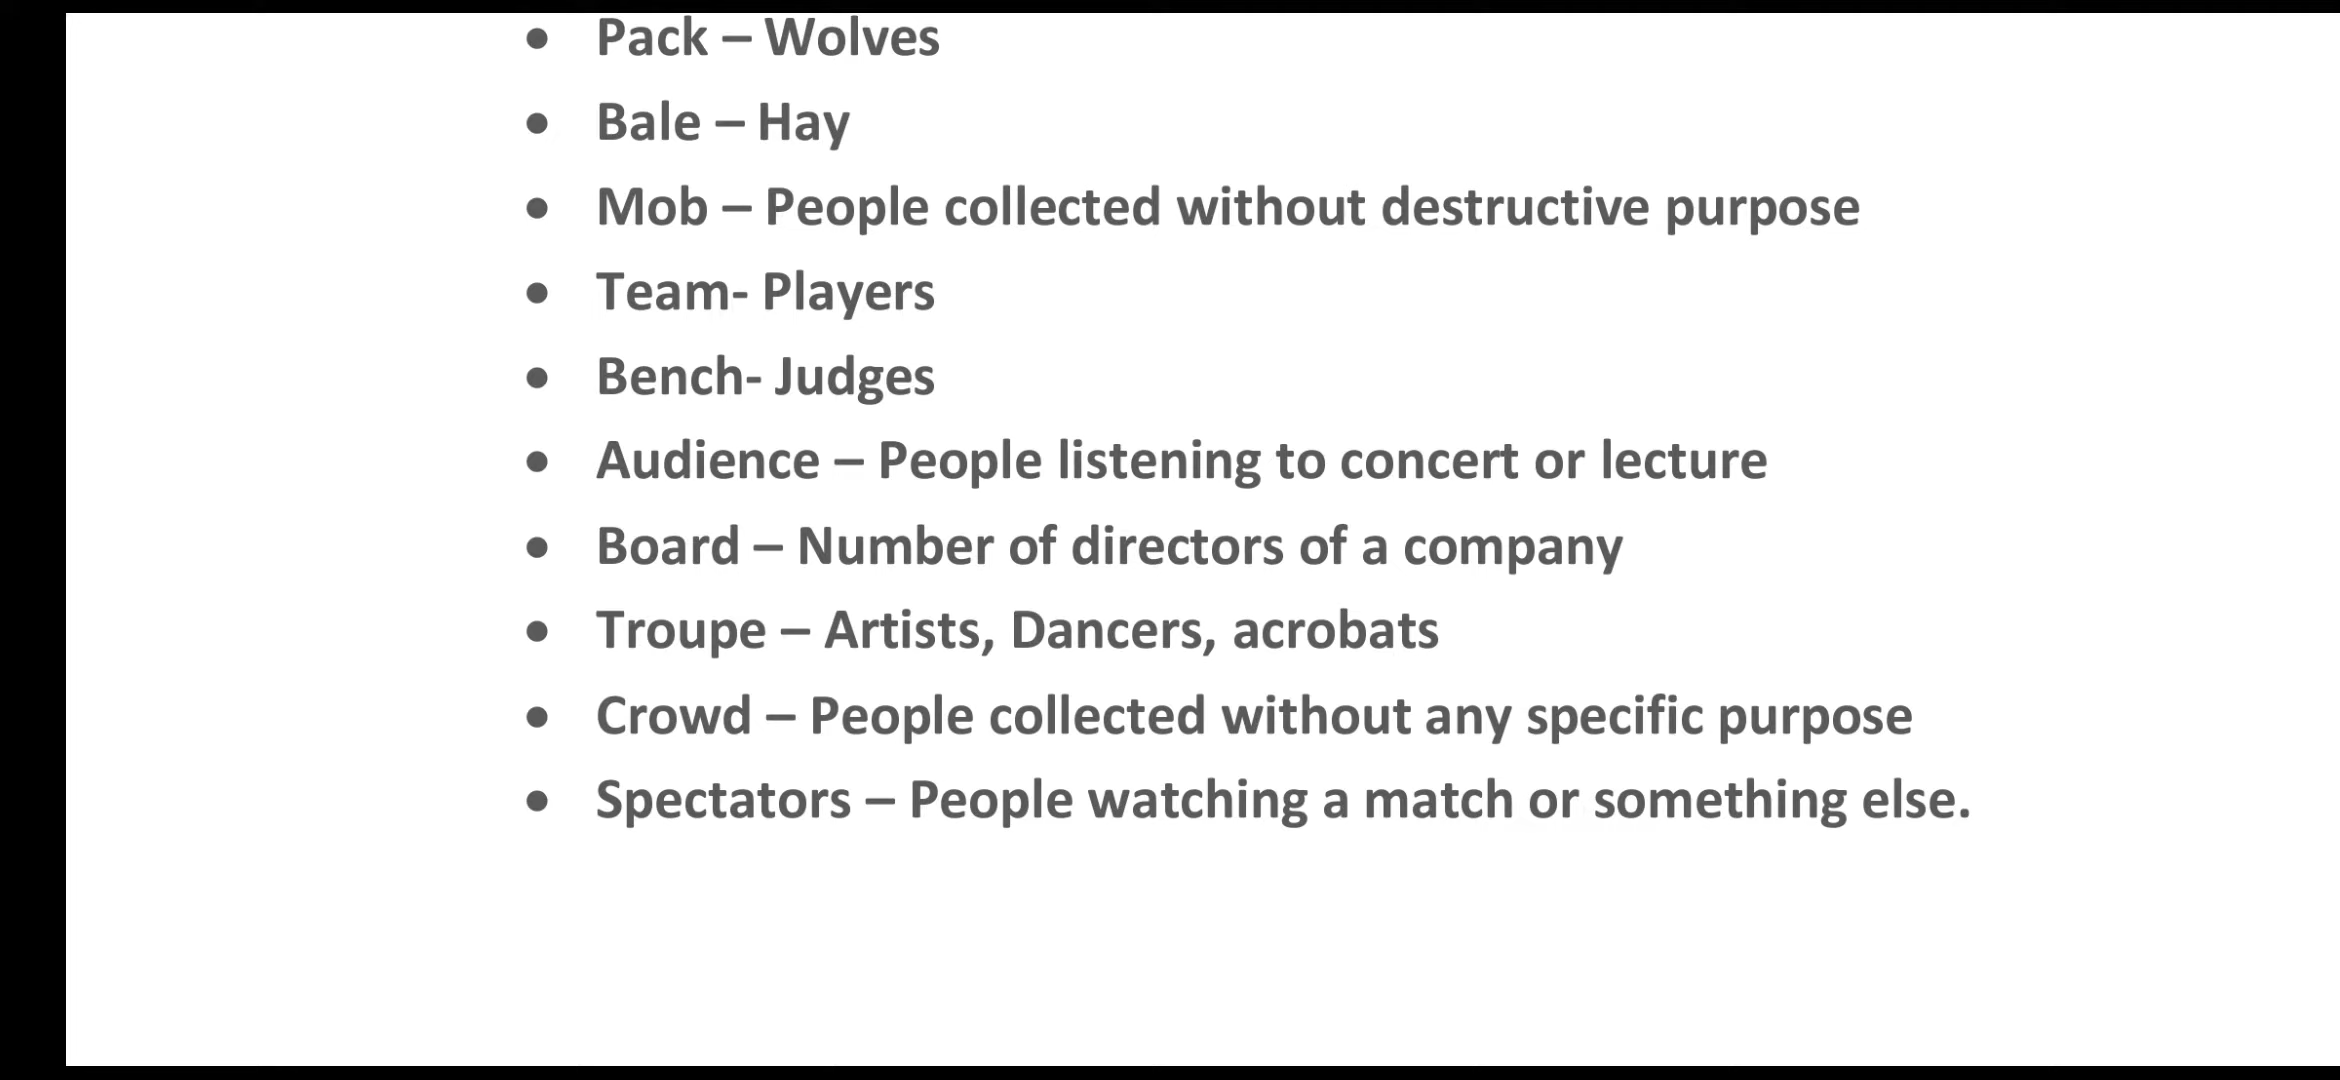 • Pack – Wolves
• Bale – Hay
• Mob – People collected without destructive purpose
• Team- Players
• Bench- Judges
• Audience – People listening to concert or lecture
• Board – Number of directors of a company
• Troupe – Artists, Dancers, acrobats
• Crowd – People collected without any specific purpose
• Spectators – People watching a match or something else.